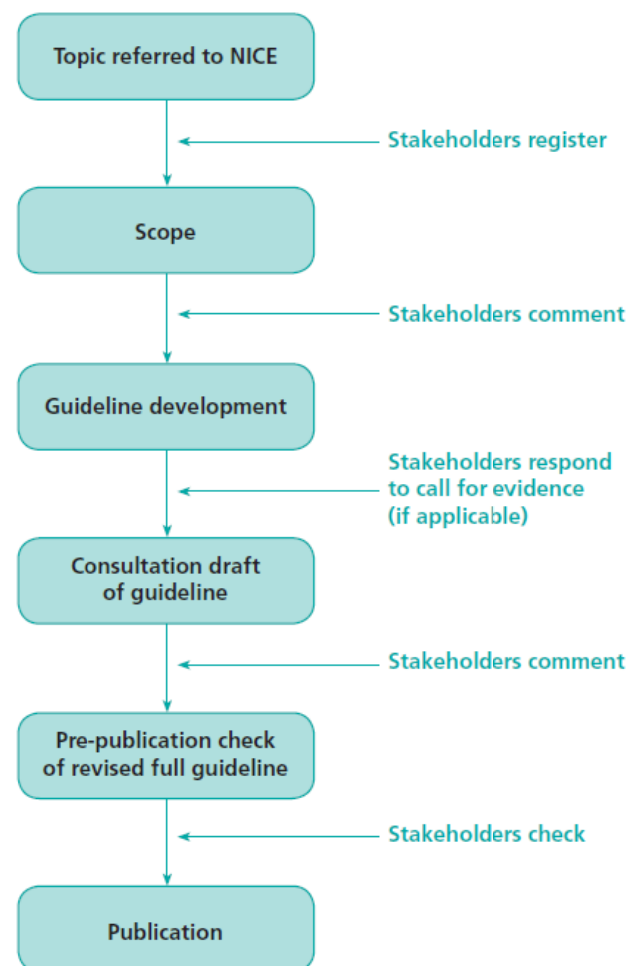 Topic referred to NICE
Stakeholders register
Scope
Stakeholders comment
Guideline development
Stakeholders respond
to call for evidence
(if applicable)
Consultation draft
of guideline
Stakeholders comment
Pre-publication check
of revised full guideline
Stakeholders check
Publication